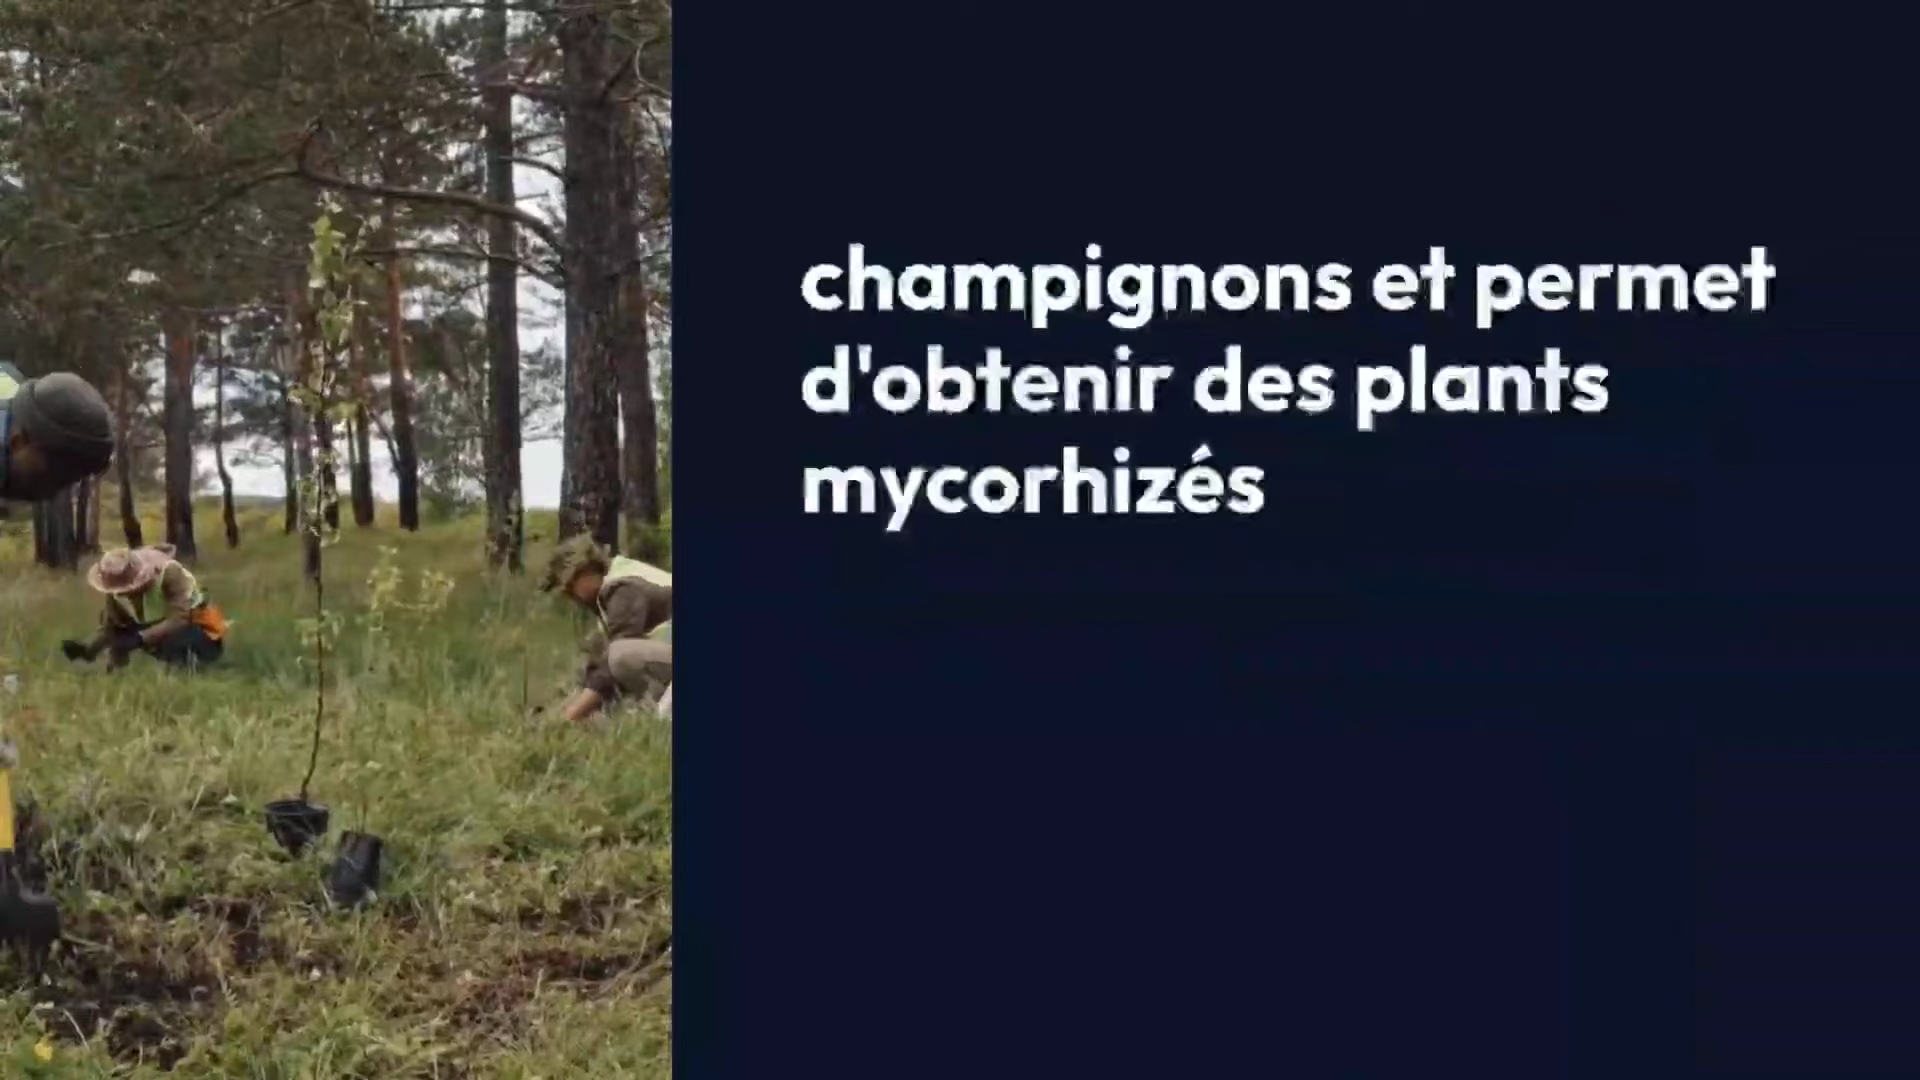 champignons et permet
d'obtenir des plants
mycorhizés